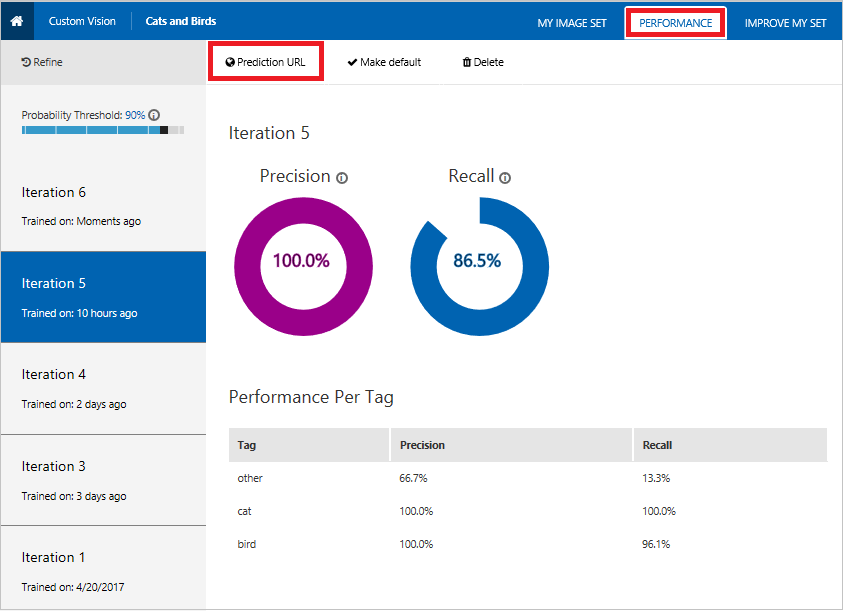 Custom Vision Cats and Birds MY IMAGE SET PERFORMANCE IMPROVE MY SET
Refine Prediction URL Make default Delete
Probability Threshold: 90%
Iteration 6
Trained on: Moments ago
Iteration 5
Trained on: 10 hours ago
Iteration 4
Trained on: 2 days ago
Iteration 3
Trained on: 3 days ago
Iteration 1
Trained on: 4/20/2017
Iteration 5
Precision Recall
100.0% 86.5%
Performance Per Tag
Tag Precision Recall
other 66.7% 13.3%
cat 100.0% 100.0%
bird 100.0% 96.1%